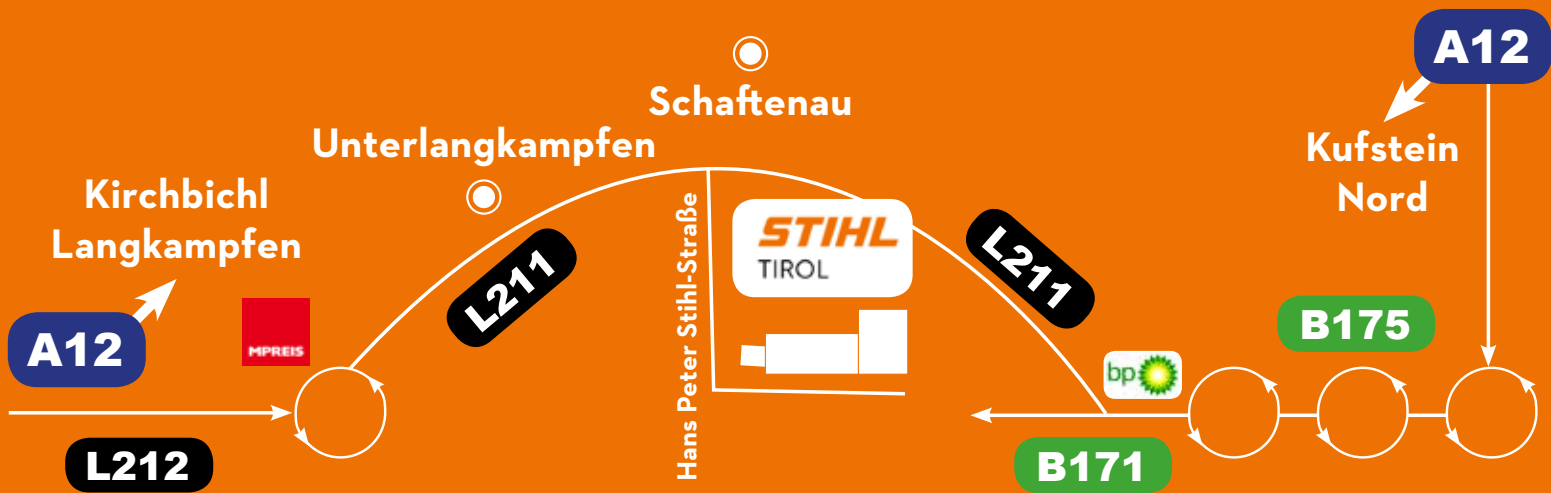 A12
Schaftenau
Unterlangkampfen
Kufstein
Nord
Kirchbichl
Langkampfen
Hans Peter Stihl-Straße
STIHL
TIROL
L211
L211
MPREIS
A12
B175
bp
L212
B171